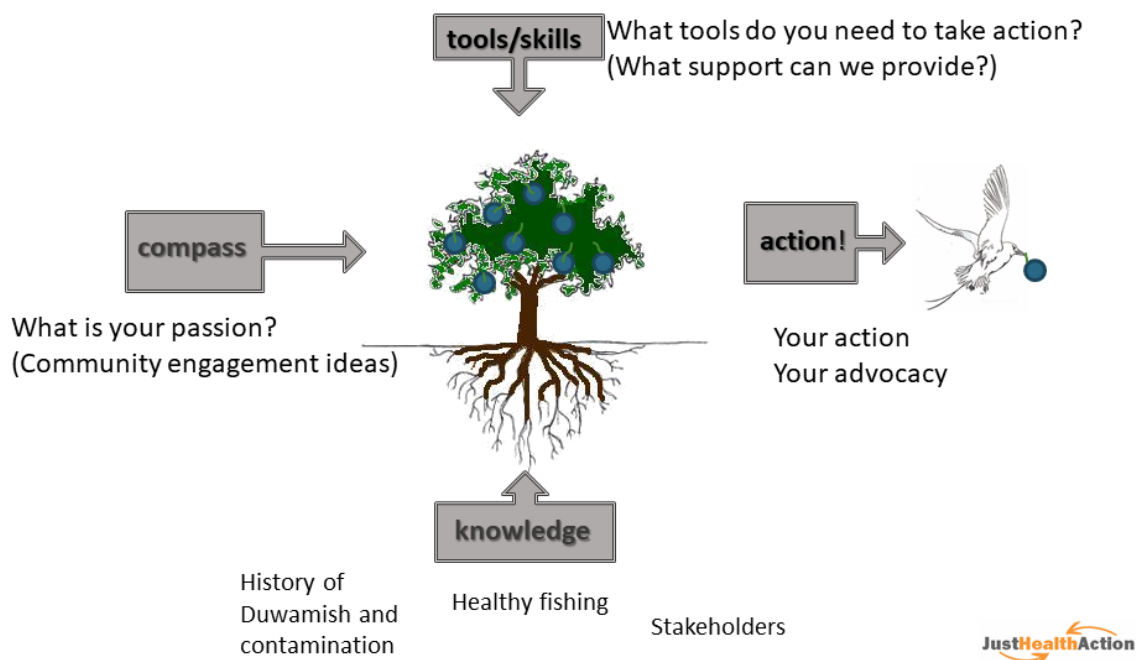 tools/skills
What tools do you need to take action?
(What support can we provide?)
compass
What is your passion?
(Community engagement ideas)
action!
Your action
Your advocacy
knowledge
History of
Duwamish and
contamination
Healthy fishing
Stakeholders
JustHealthAction